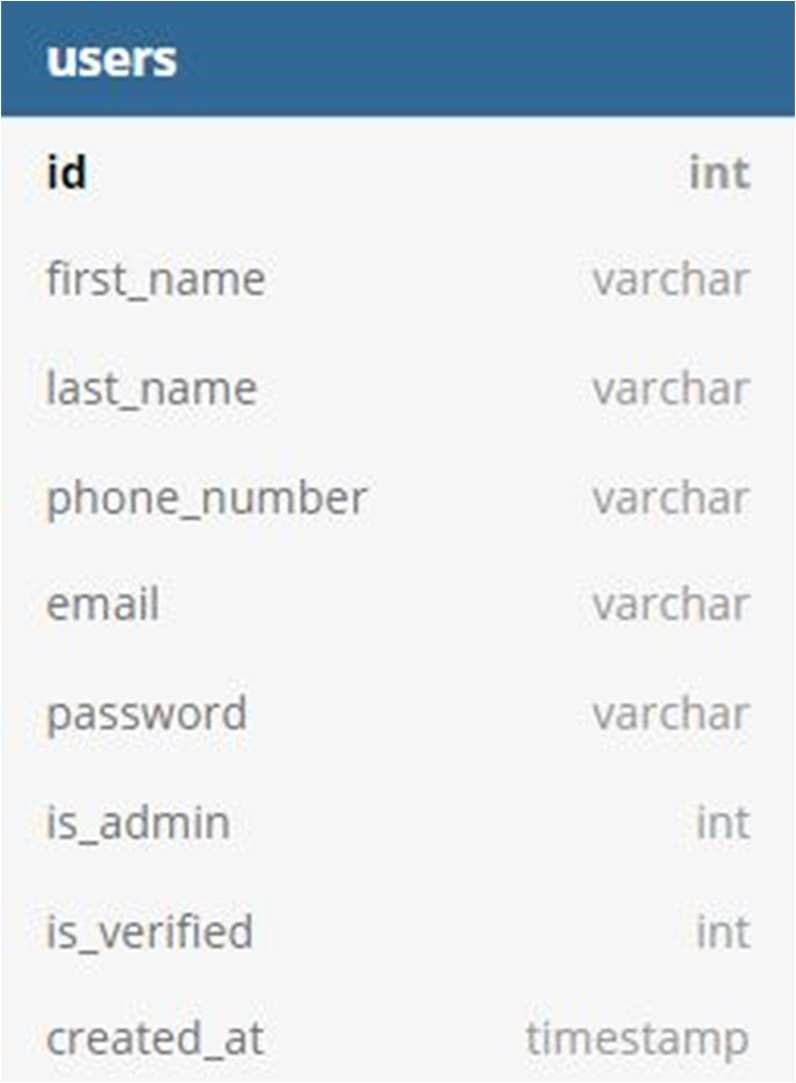 users
id int
first_name varchar
last_name varchar
phone_number varchar
email varchar
password varchar
is_admin int
is_verified int
created_at timestamp